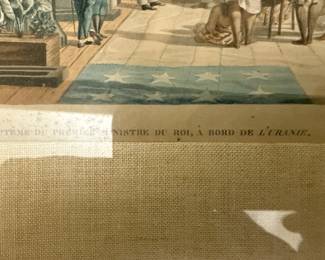 PTÊME DU PREMIER MINISTRE DU ROI, À BORD DE L'URANIE.